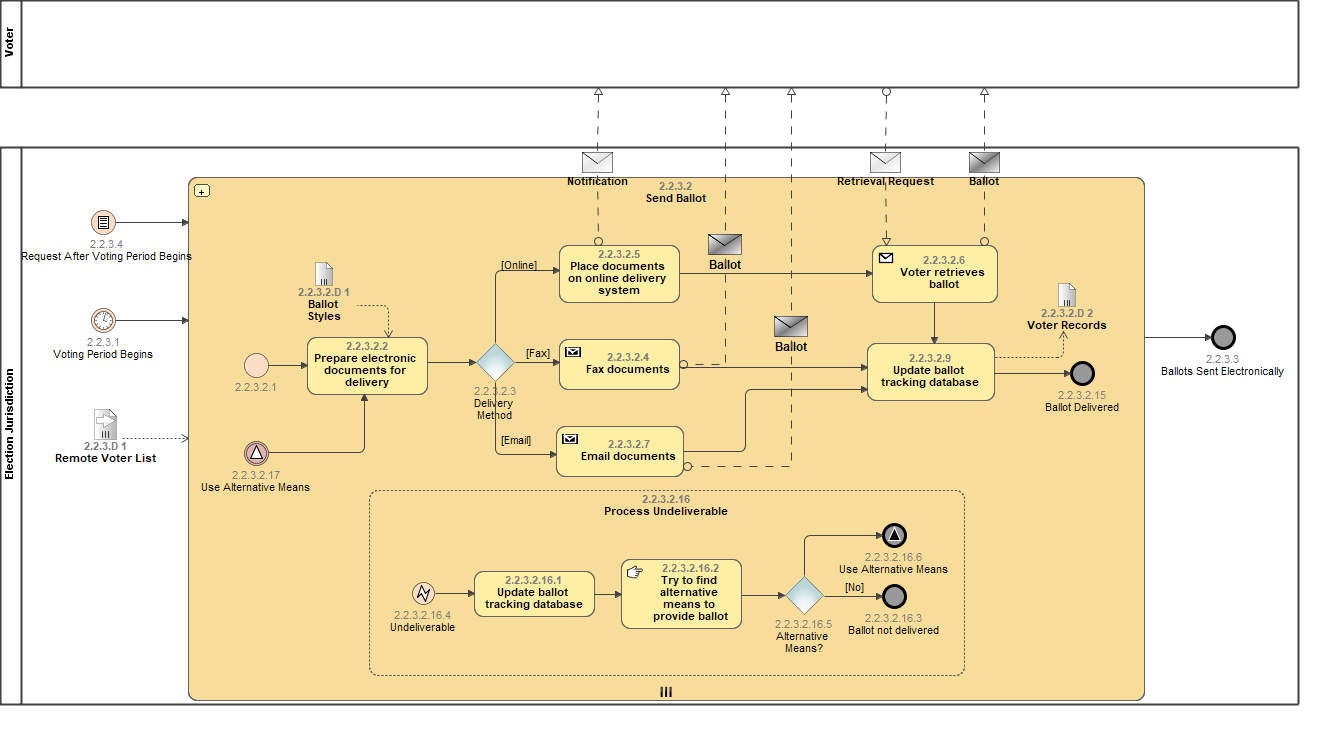 Voter
Election Jurisdiction
Notification
Retrieval Request
Ballot
2.2.3.2
Send Ballot
2.2.3.4
Request After Voting Period Begins
2.2.3.1
Voting Period Begins
2.2.3.D 1
Remote Voter List
2.2.3.2.D 1
Ballot
Styles
2.2.3.2.1
2.2.3.2.2
Prepare electronic
documents for
delivery
2.2.3.2.17
Use Alternative Means
2.2.3.2.3
Delivery
Method
[Online]
[Fax]
[Email]
2.2.3.2.5
Place documents
on online delivery
system
2.2.3.2.4
Fax documents
2.2.3.2.7
Email documents
Ballot
Ballot
2.2.3.2.6
Voter retrieves
ballot
2.2.3.2.D 2
Voter Records
2.2.3.2.9
Update ballot
tracking database
2.2.3.2.15
Ballot Delivered
2.2.3.3
Ballots Sent Electronically
2.2.3.2.16
Process Undeliverable
2.2.3.2.16.4
Undeliverable
2.2.3.2.16.1
Update ballot
tracking database
2.2.3.2.16.2
Try to find
alternative
means to
provide ballot
2.2.3.2.16.5
Alternative
Means?
[No]
2.2.3.2.16.6
Use Alternative Means
2.2.3.2.16.3
Ballot not delivered